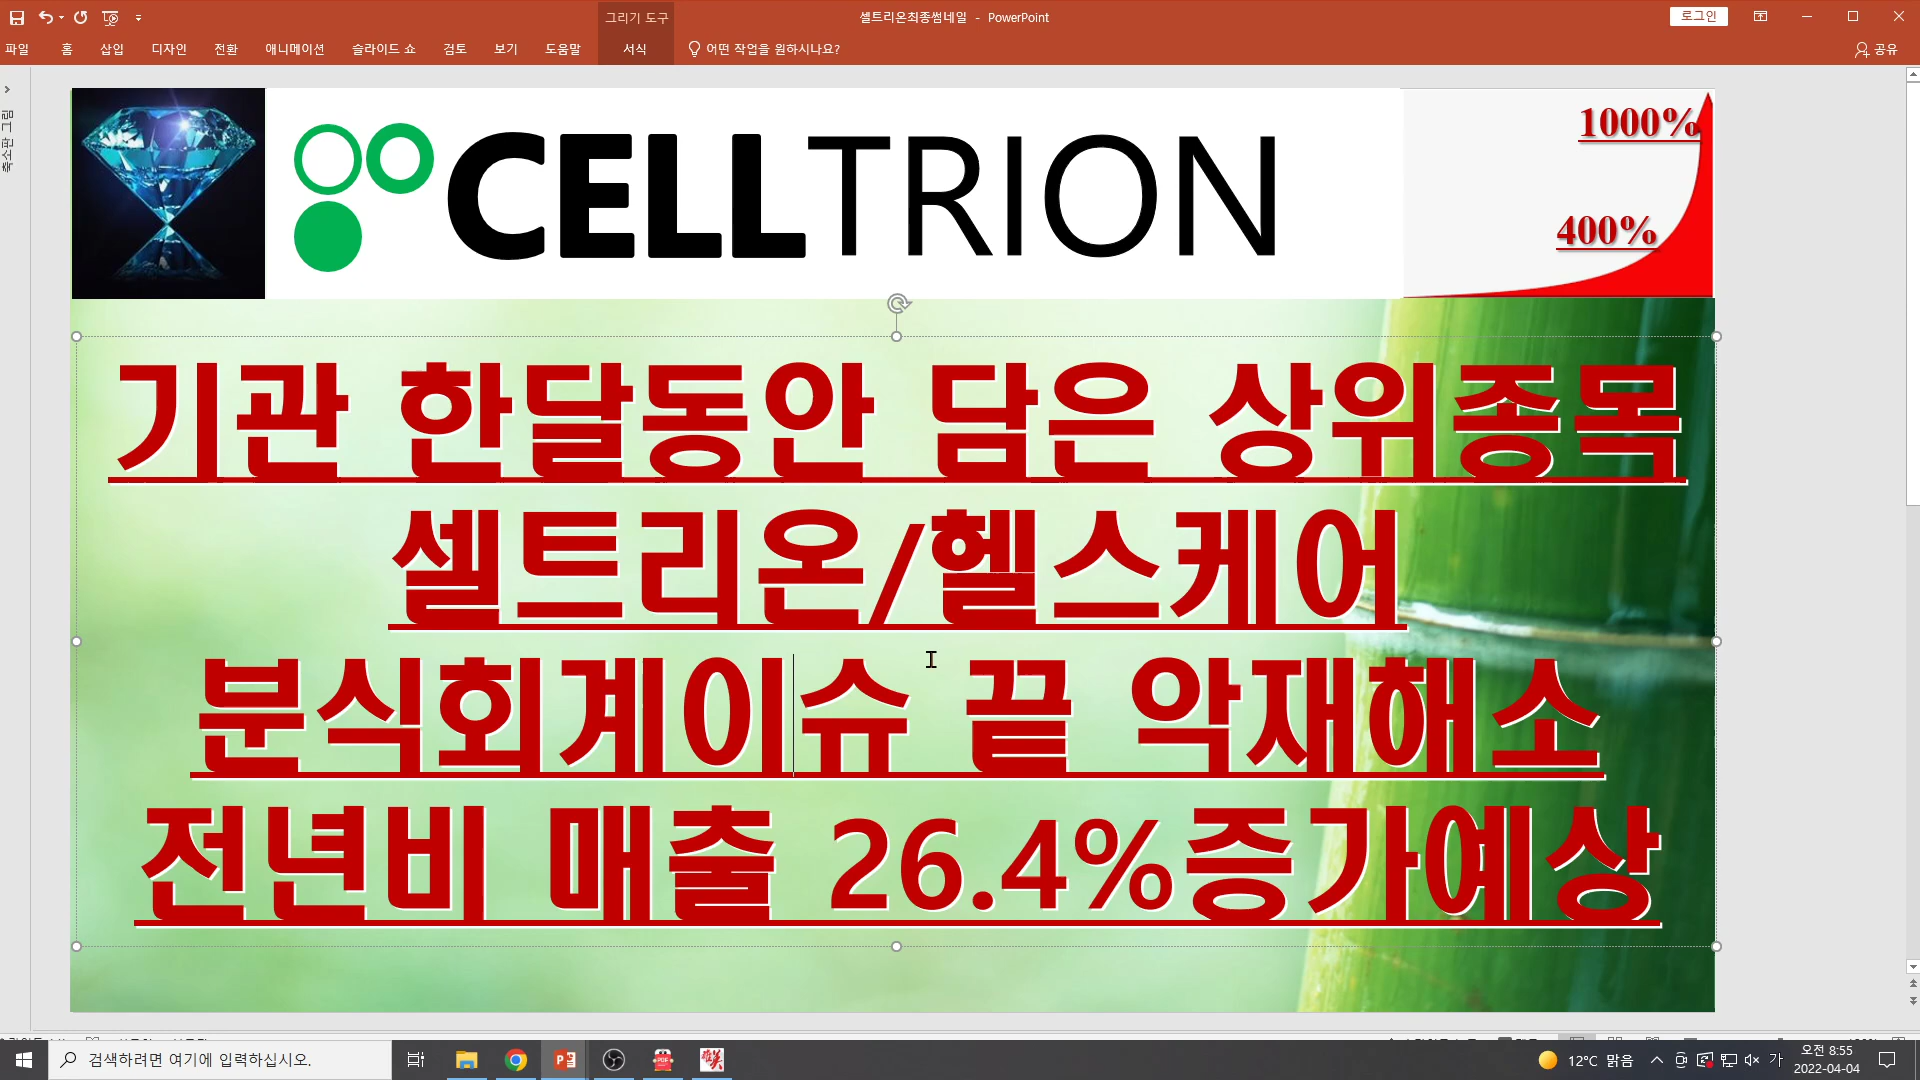 그리기 도구
셀트리온최종썸네일 - PowerPoint
로그인
파일 홈 삽입 디자인 전환 애니메이션 슬라이드 쇼 검토 보기 도움말 서식 어떤 작업을 원하시나요? 공유
축소판 그림
CELLTRION
1000%
400%
기관 한달동안 담은 상위종목
셀트리온/헬스케어
분식회계이슈 끝 악재해소
전년비 매출 26.4%증가예상
검색하려면 여기에 입력하십시오.
12°C 맑음
가
오전 8:55
2022-04-04